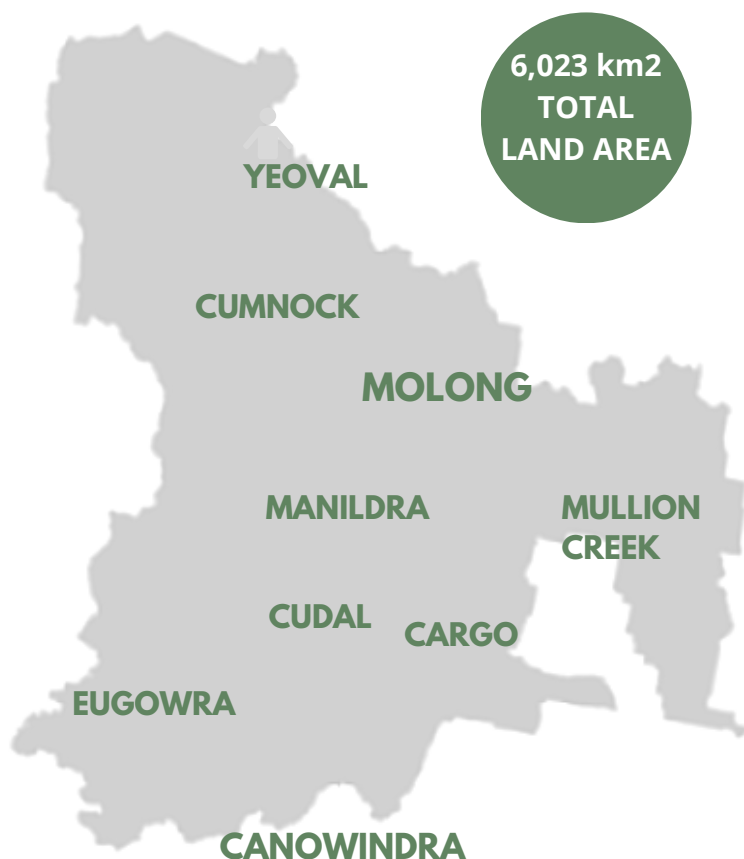 6,023 km2
TOTAL
LAND AREA
YEOVAL
CUMNOCK
MOLONG
MANILDRA
MULLION
CREEK
CUDAL
CARGO
EUGOWRA
CANOWINDRA